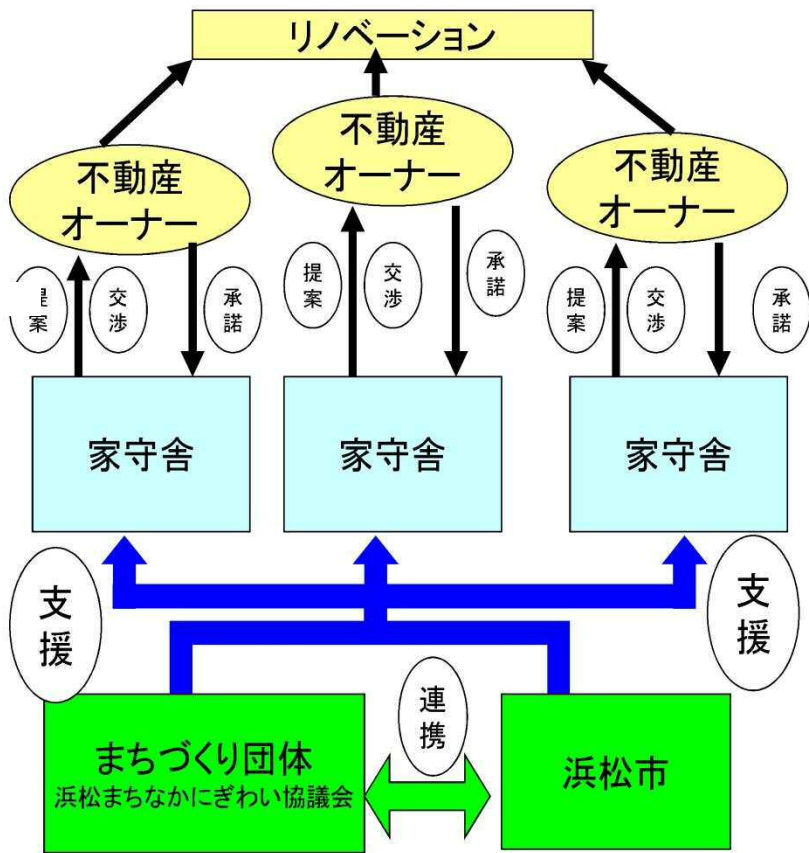 リノベーション
不動産
オーナー
不動産
オーナー
不動産
オーナー
提案
交渉
承諾
提案
交渉
承諾
提案
交渉
承諾
家守舎
家守舎
家守舎
支援
支援
連携
まちづくり団体
浜松まちなかにぎわい協議会
浜松市